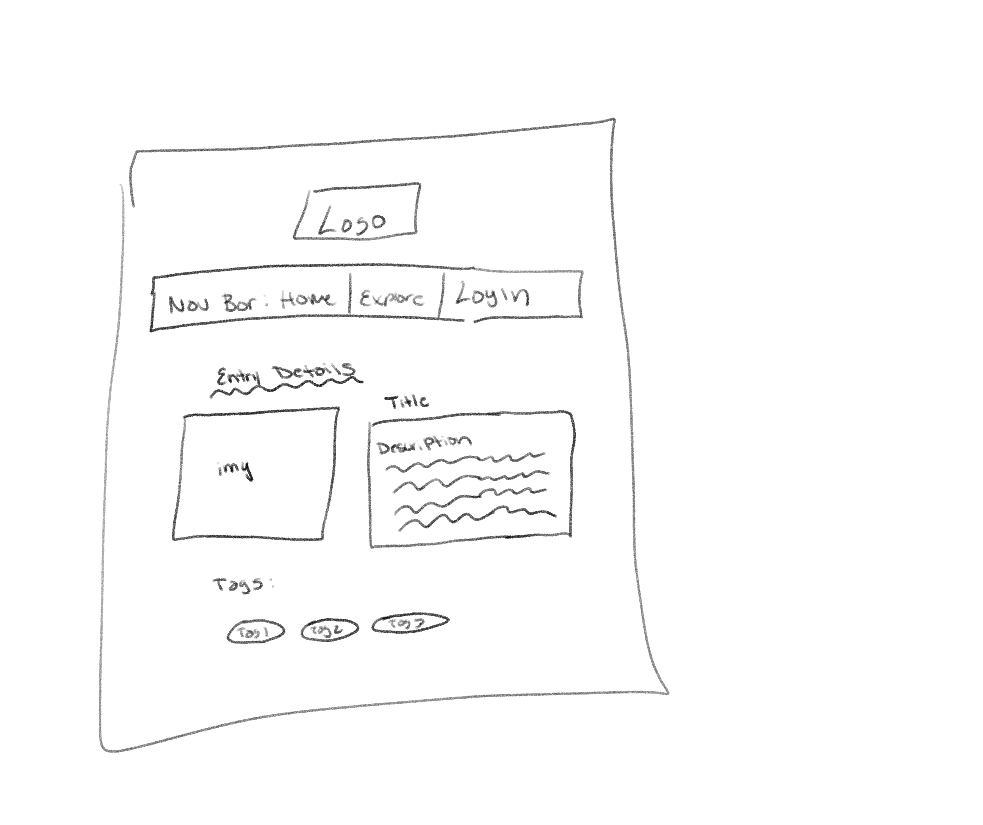 Logo
Nav Bar: Home Explore Login
Entry Details
Title
img
Description
Tags:
Tag1 Tag2 Tag3